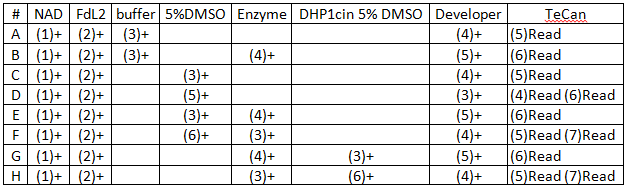 # NAD FdL2 buffer 5%DMSO Enzyme DHP1cin 5% DMSO Developer TeCan
A (1)+ (2)+ (3)+ (4)+ (5)Read
B (1)+ (2)+ (3)+ (4)+ (5)+ (6)Read
C (1)+ (2)+ (3)+ (4)+ (5)Read
D (1)+ (2)+ (5)+ (3)+ (4)Read (6)Read
E (1)+ (2)+ (3)+ (4)+ (5)+ (6)Read
F (1)+ (2)+ (6)+ (3)+ (4)+ (5)Read (7)Read
G (1)+ (2)+ (4)+ (3)+ (5)+ (6)Read
H (1)+ (2)+ (3)+ (6)+ (4)+ (5)Read (7)Read